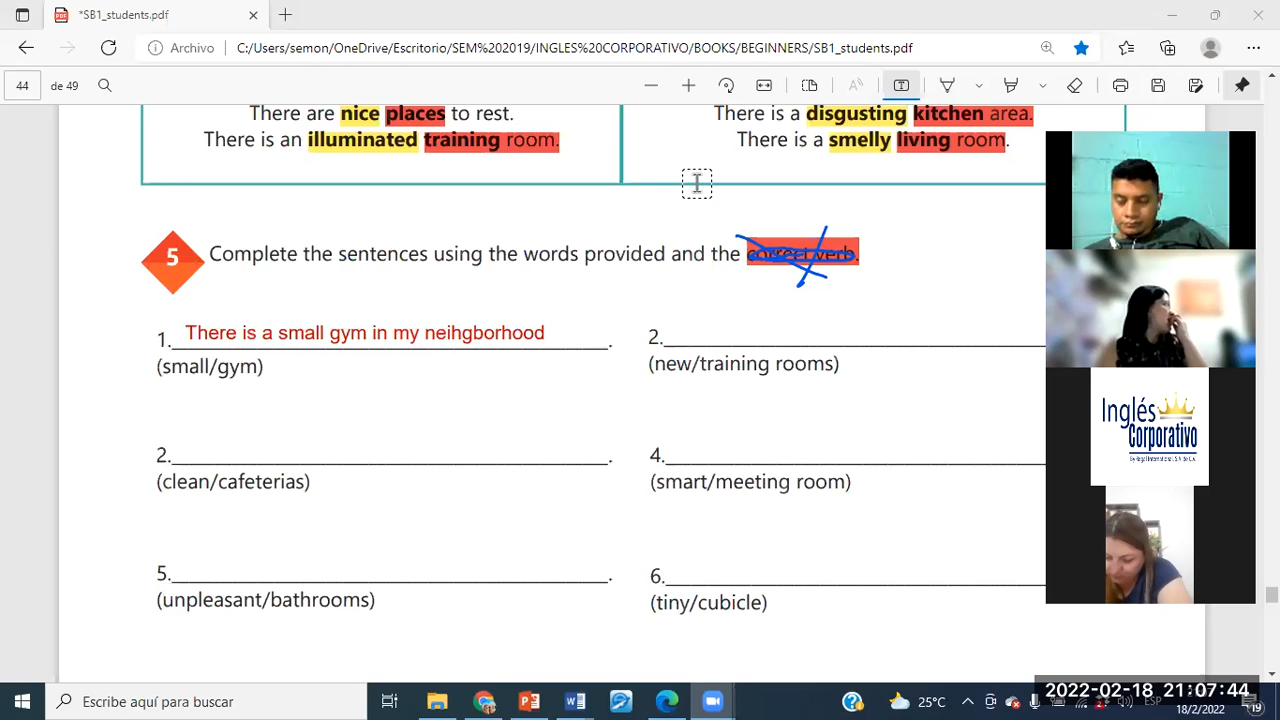 *SB1_students.pdf
Archivo
C:/Users/semon/OneDrive/Escritorio/SEM%202019/INGLES%20CORPORATIVO/BOOKS/BEGINNERS/SB1_students.pdf
44 de 49
There are nice places to rest.
There is an illuminated training room.
There is a disgusting kitchen area.
There is a smelly living room.
5 Complete the sentences using the words provided and the correct verb.
1. There is a small gym in my neihgborhood.
(small/gym)
2.
(new/training rooms)
2.
(clean/cafeterias)
4.
(smart/meeting room)
5.
(unpleasant/bathrooms)
6.
(tiny/cubicle)
Inglés
Corporativo
Escribe aquí para buscar
25°C
ESP
2022-02-18 21:07:44
18/2/2022